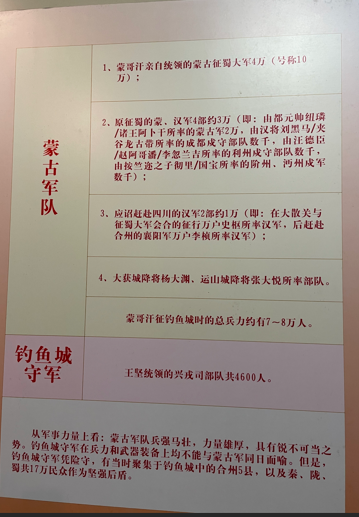 蒙古军队
1、蒙哥汗亲自统领的蒙古征蜀大军4万（号称10
万）；
2、原征蜀的蒙、汉军4部约3万（即：由都元帅纽璘
/诸王阿卜干所率的蒙古军2万，由汉将刘黑马/夹
谷龙古带所率的成都戍守部队数千，由汪德臣
/赵阿哥潘/李忽兰吉所率的利州戍守部队数千，
由按竺迩之子彻里/国宝所率的阶州、沔州戍军
数千）；
3、应诏赶赴四川的汉军2部约1万（即：在大散关与
征蜀大军会合的征行万户史枢所率汉军，后赶赴
合州的襄阳军万户李桢所率汉军）；
4、大获城降将杨大渊、运山城降将张大悦所率部队。
蒙哥汗征钓鱼城时的总兵力约有7～8万人。
钓鱼城
守军
王坚统领的兴戎司部队共4600人。
从军事力量上看：蒙古军队兵强马壮，力量雄厚，具有锐不可当之
势。钓鱼城守军在兵力和武器装备上均不能与蒙古军同日而喻。但是，
钓鱼城守军凭险守，有当时聚集于钓鱼城中的合州5县，以及秦、陇、
蜀共17万民众作为坚强后盾。